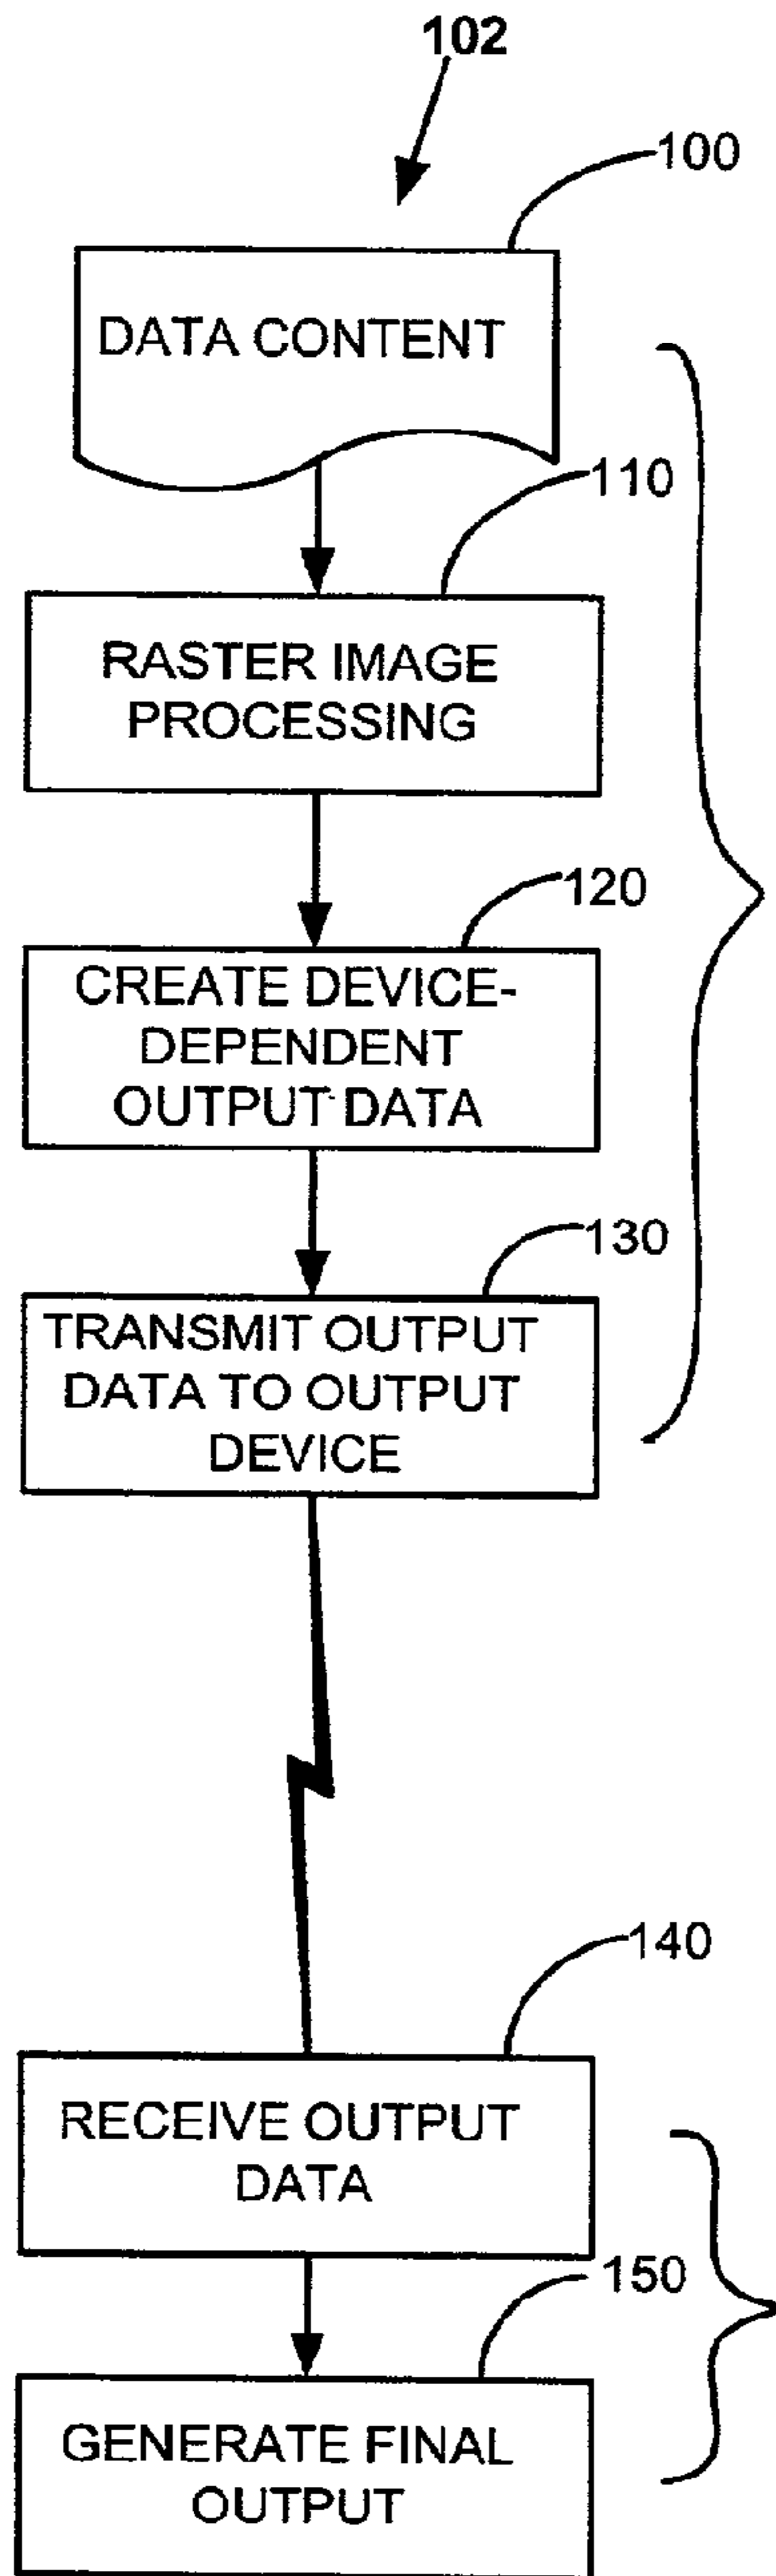 102
100
DATA CONTENT
110
RASTER IMAGE
PROCESSING
120
CREATE DEVICE-
DEPENDENT
OUTPUT DATA
130
TRANSMIT OUTPUT
DATA TO OUTPUT
DEVICE
140
RECEIVE OUTPUT
DATA
150
GENERATE FINAL
OUTPUT